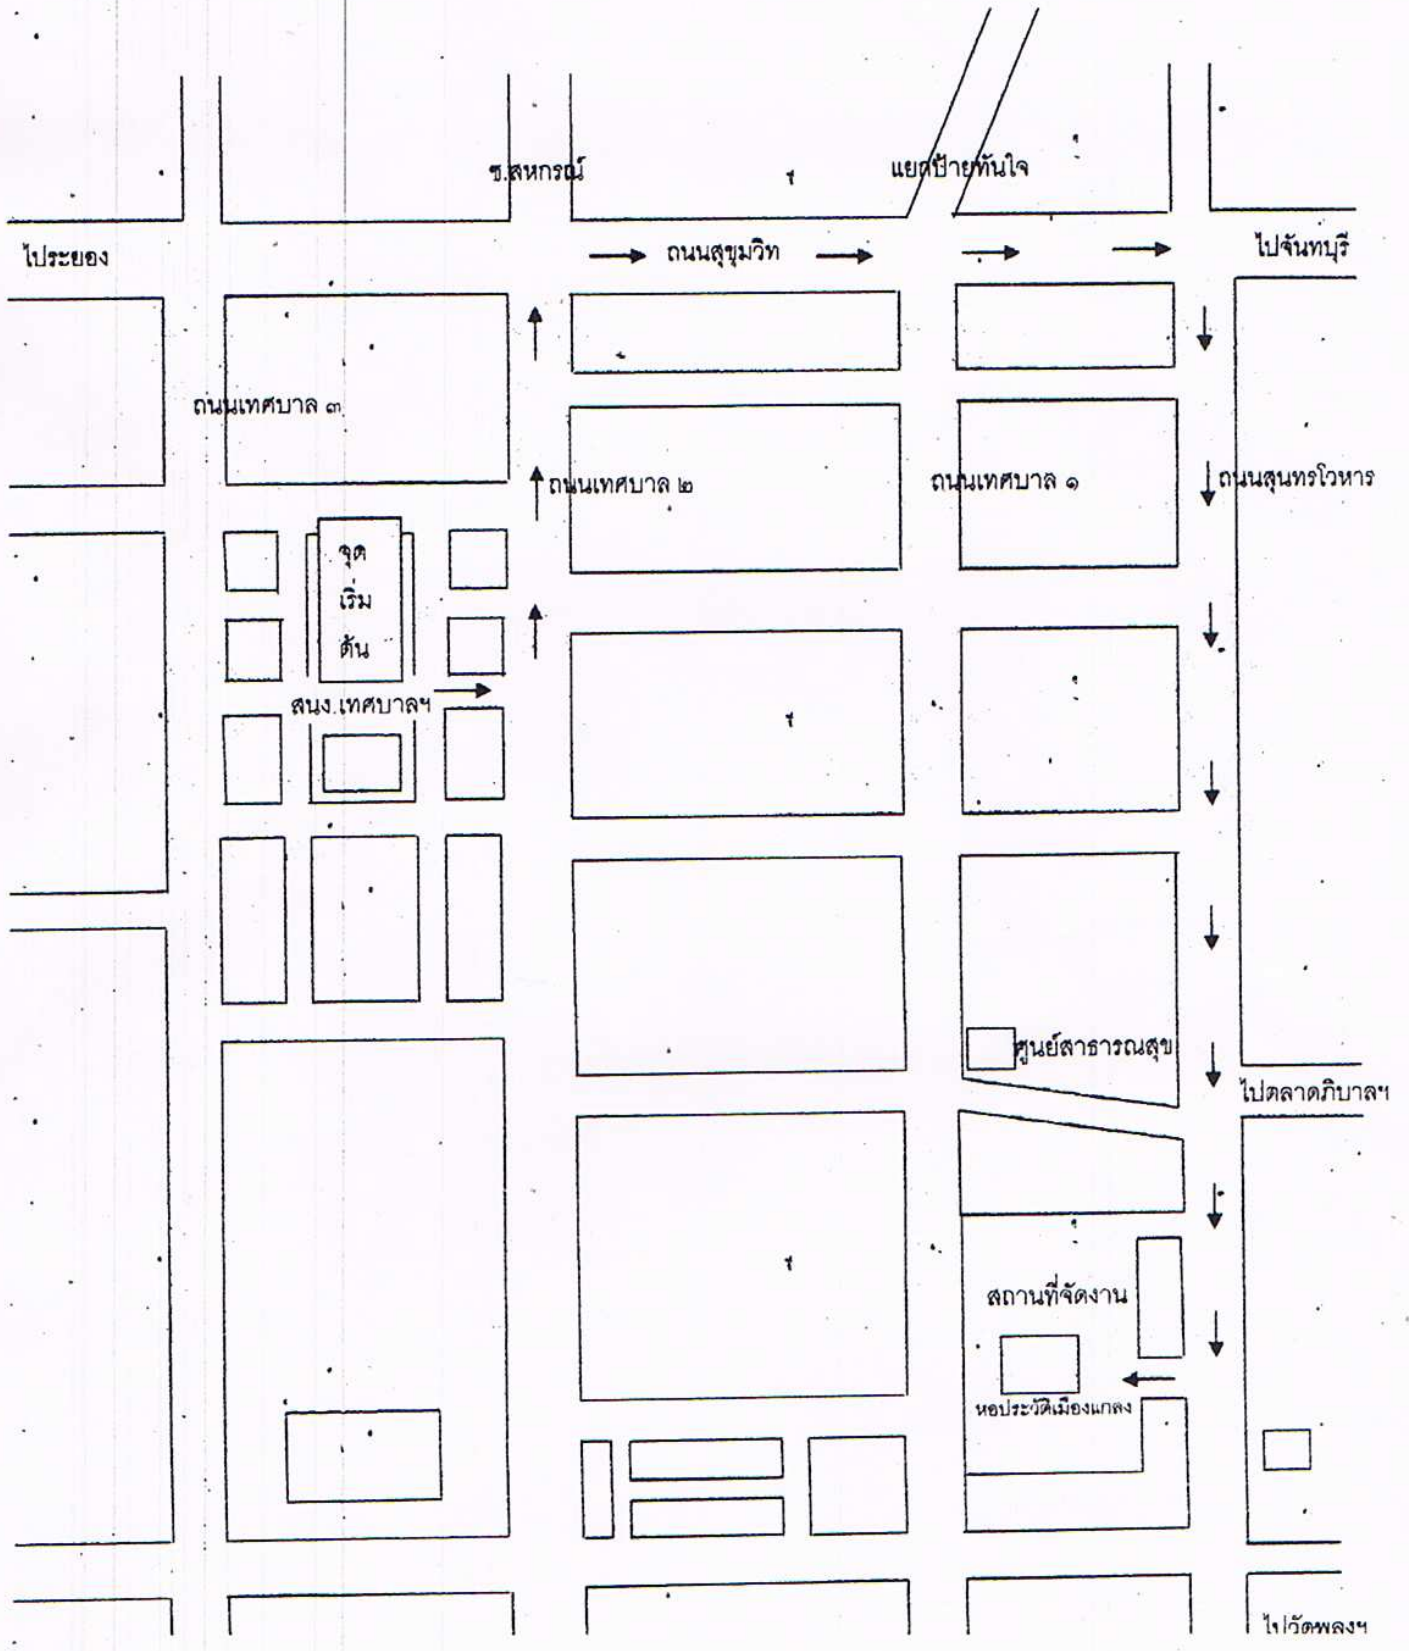 ซ.สหกรณ์
แยกป้ายทันใจ
ไประยอง
ถนนสุขุมวิท
ไปจันทบุรี
ถนนเทศบาล ๓
ถนนเทศบาล ๒
ถนนเทศบาล ๑
ถนนสุนทรโวหาร
จุด
เริ่ม
ต้น
สนง.เทศบาลฯ
ศูนย์สาธารณสุข
ไปตลาดภิบาลฯ
สถานที่จัดงาน
หอประวัติเมืองแกลง
ไปวัดพลงฯ